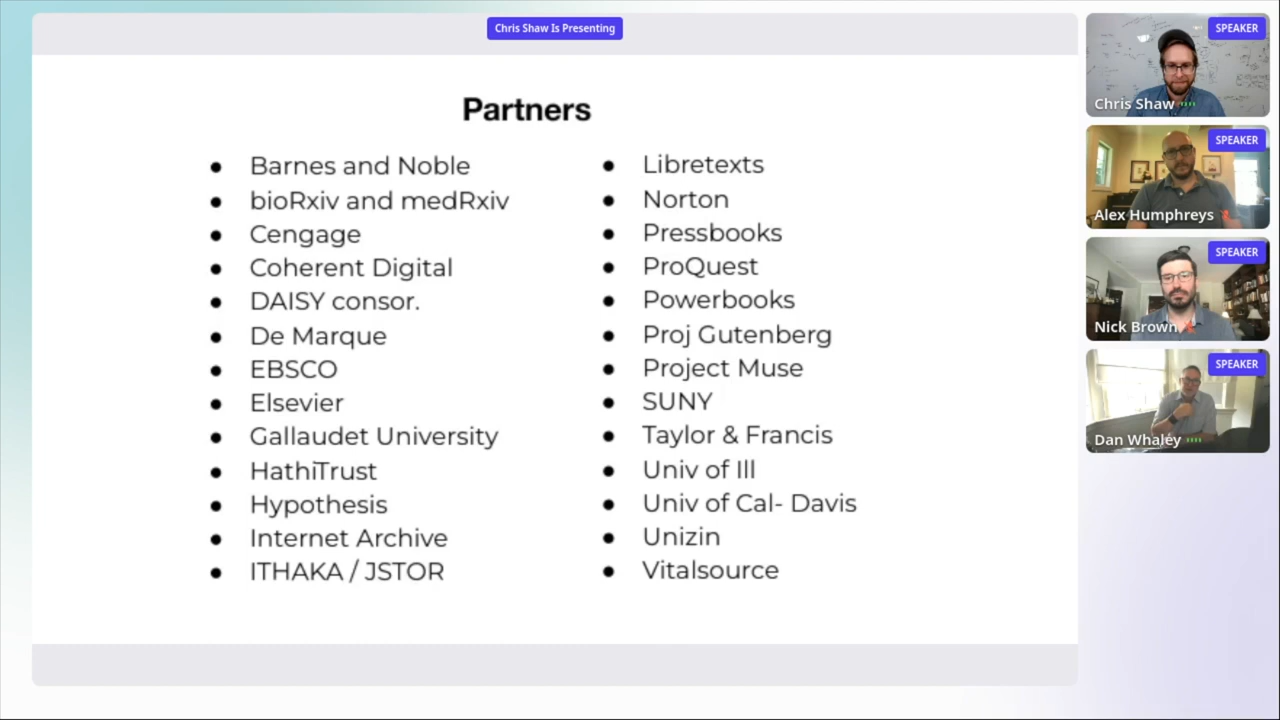 Chris Shaw Is Presenting
Partners
● Barnes and Noble
● bioRxiv and medRxiv
● Cengage
● Coherent Digital
● DAISY consor.
● De Marque
● EBSCO
● Elsevier
● Gallaudet University
● HathiTrust
● Hypothesis
● Internet Archive
● ITHAKA / JSTOR
● Libretexts
● Norton
● Pressbooks
● ProQuest
● Powerbooks
● Proj Gutenberg
● Project Muse
● SUNY
● Taylor & Francis
● Univ of Ill
● Univ of Cal- Davis
● Unizin
● Vitalsource
SPEAKER
Chris Shaw
SPEAKER
Alex Humphreys
SPEAKER
Nick Brown
SPEAKER
Dan Whaley